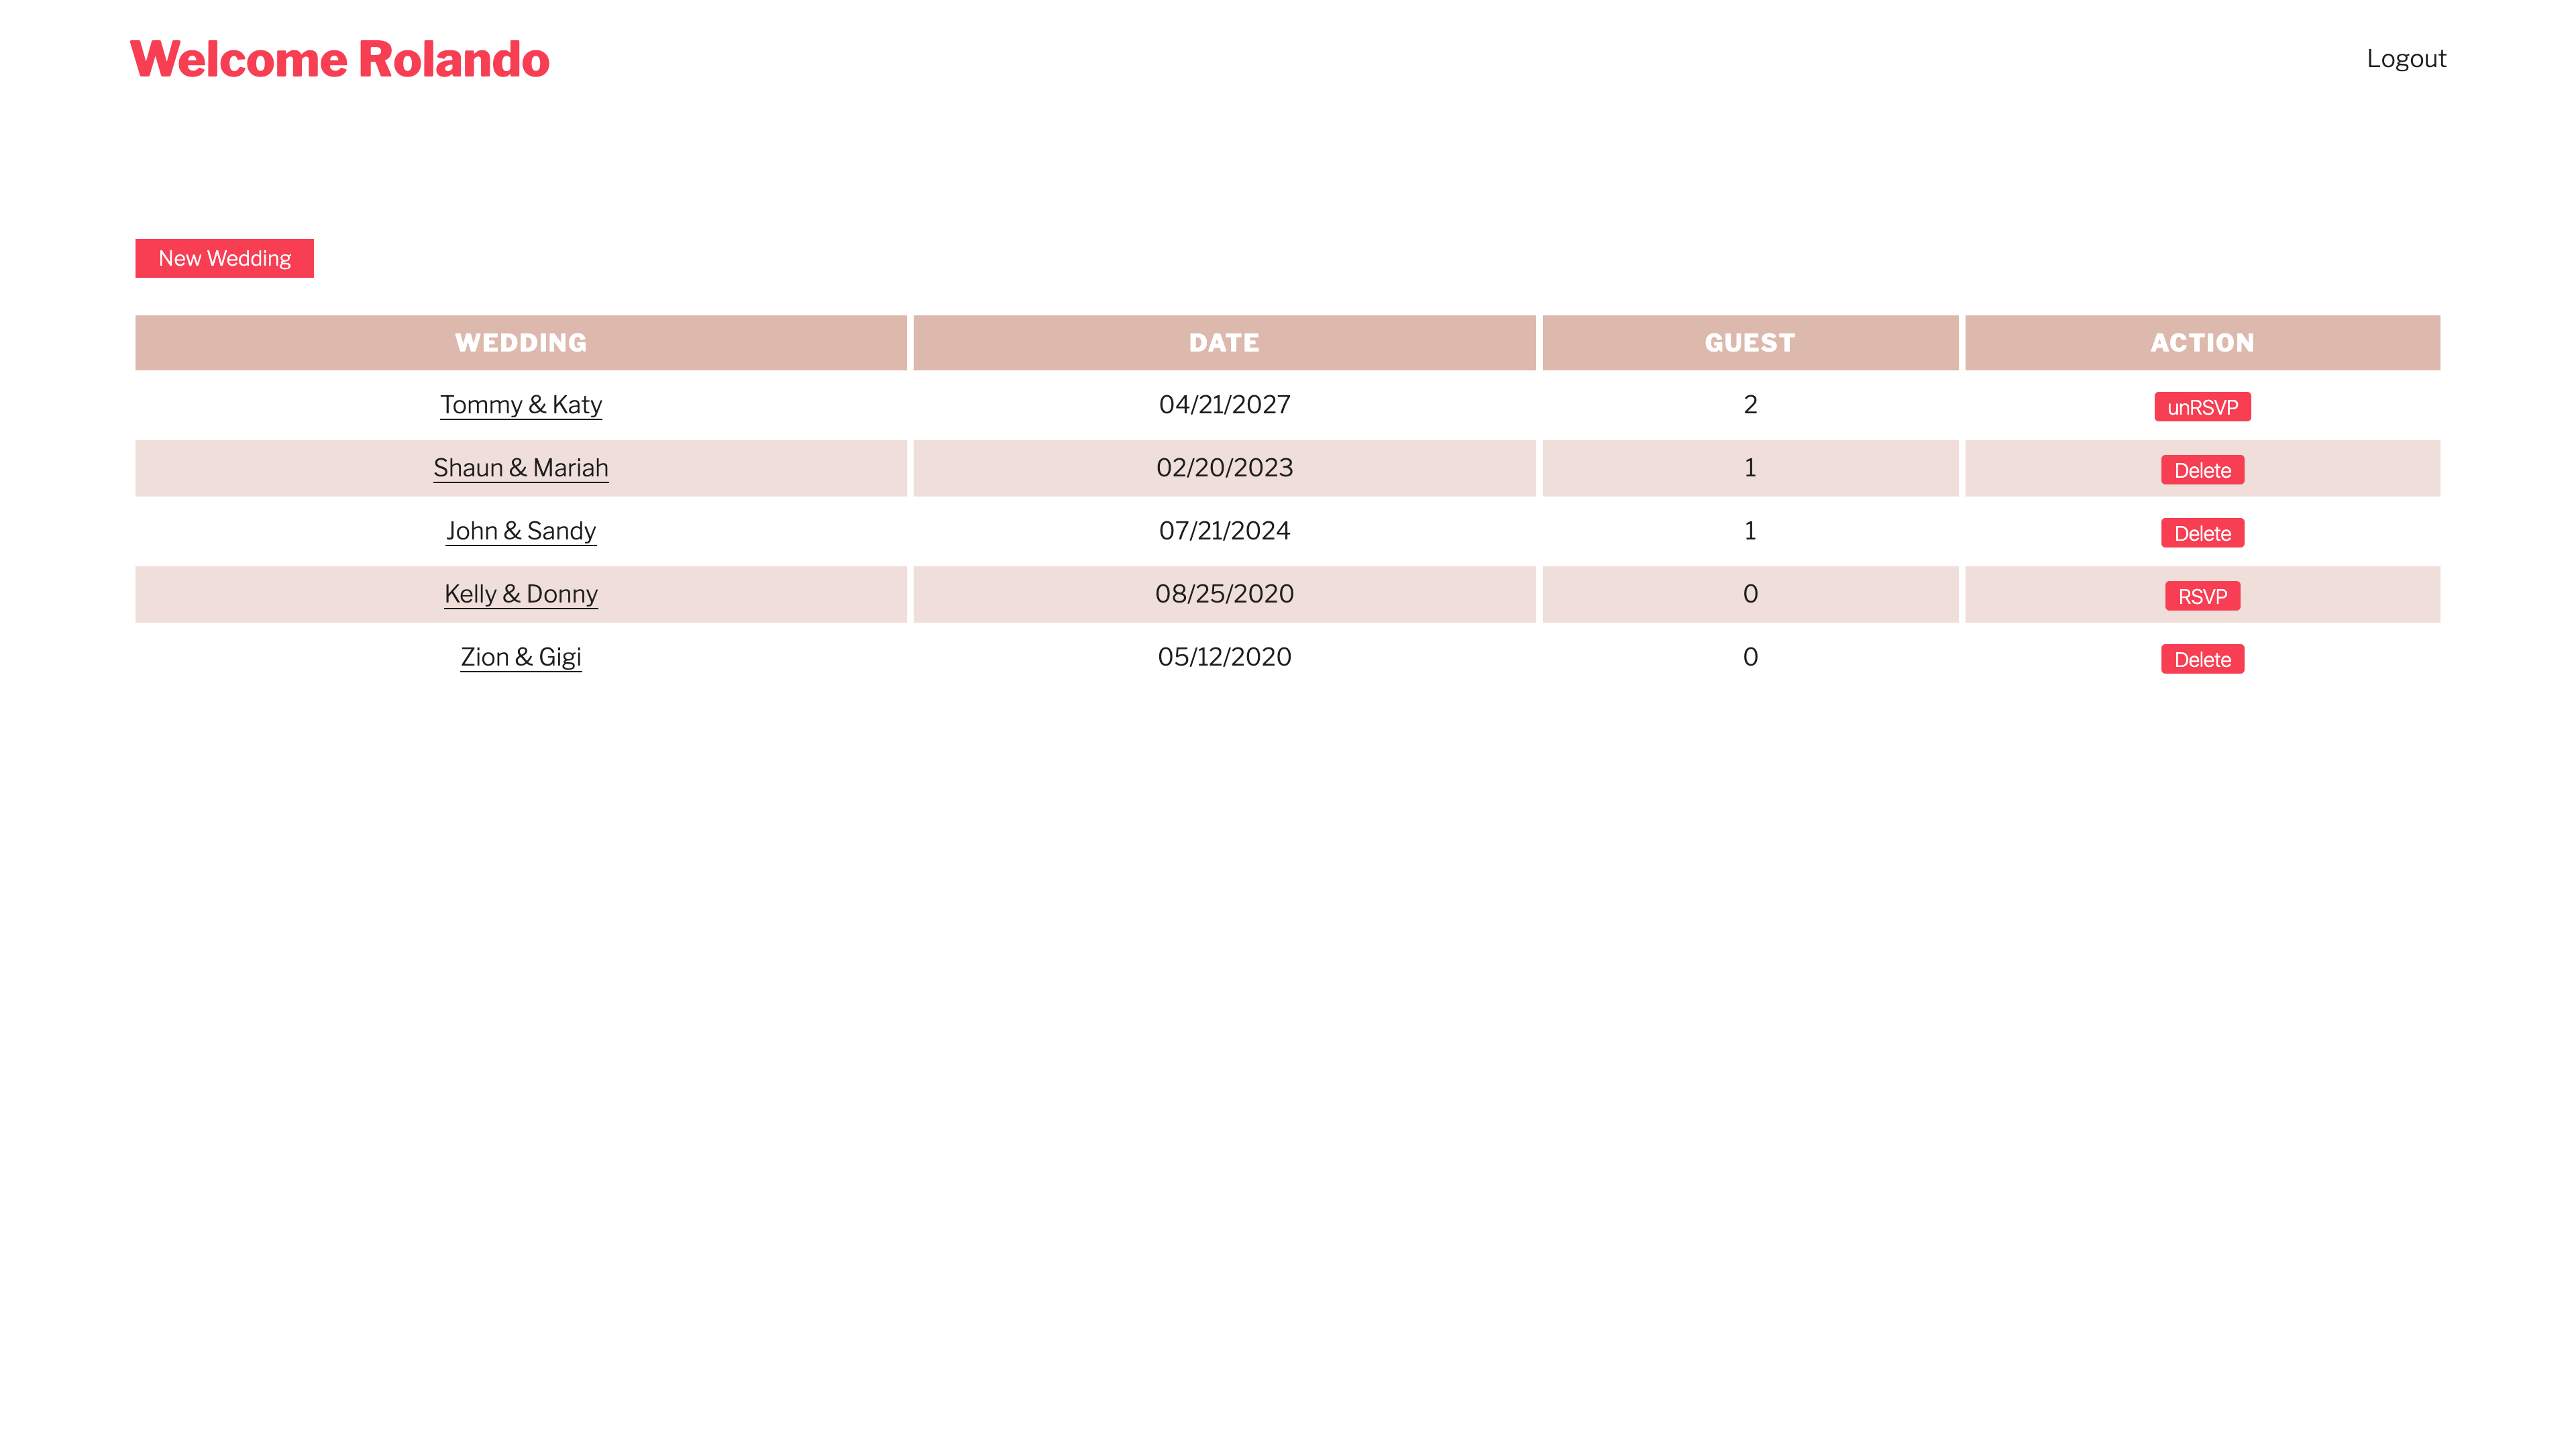 Welcome Rolando
Logout
New Wedding
WEDDING DATE GUEST ACTION
Tommy & Katy 04/21/2027 2 unRSVP
Shaun & Mariah 02/20/2023 1 Delete
John & Sandy 07/21/2024 1 Delete
Kelly & Donny 08/25/2020 0 RSVP
Zion & Gigi 05/12/2020 0 Delete